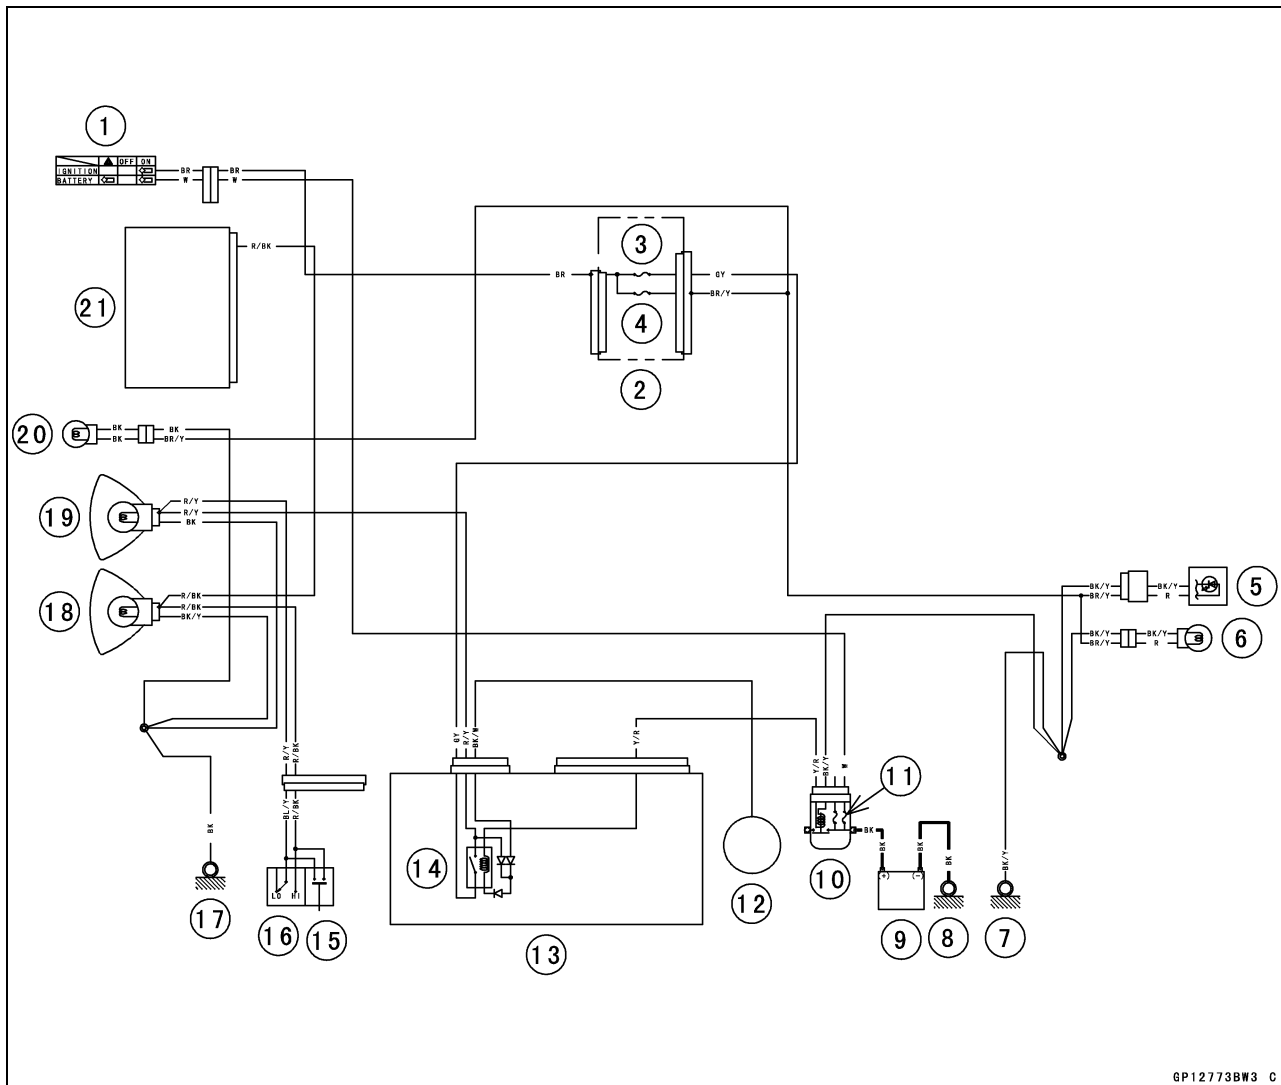 1
OFF ON
IGNITION BR BR
BATTERY W W
3
R/BK
BR GY
21
BR/Y
4
2
20 BK BK
BK BR/Y
R/Y
19 R/Y
BK
R/BK BK/Y BK/Y 5
18 R/BK BR/Y R
BK/Y
BK/Y BK/Y 6
BR/Y R
R/Y R/BK GY R/Y BK/W Y/R Y/R BK/Y W
11
BL/Y R/BK
BK BK BK BK BK BK/Y
14
(+) (-)
LO HI
10
12
17 16 15 9 8 7
13
GP12773BW3 C